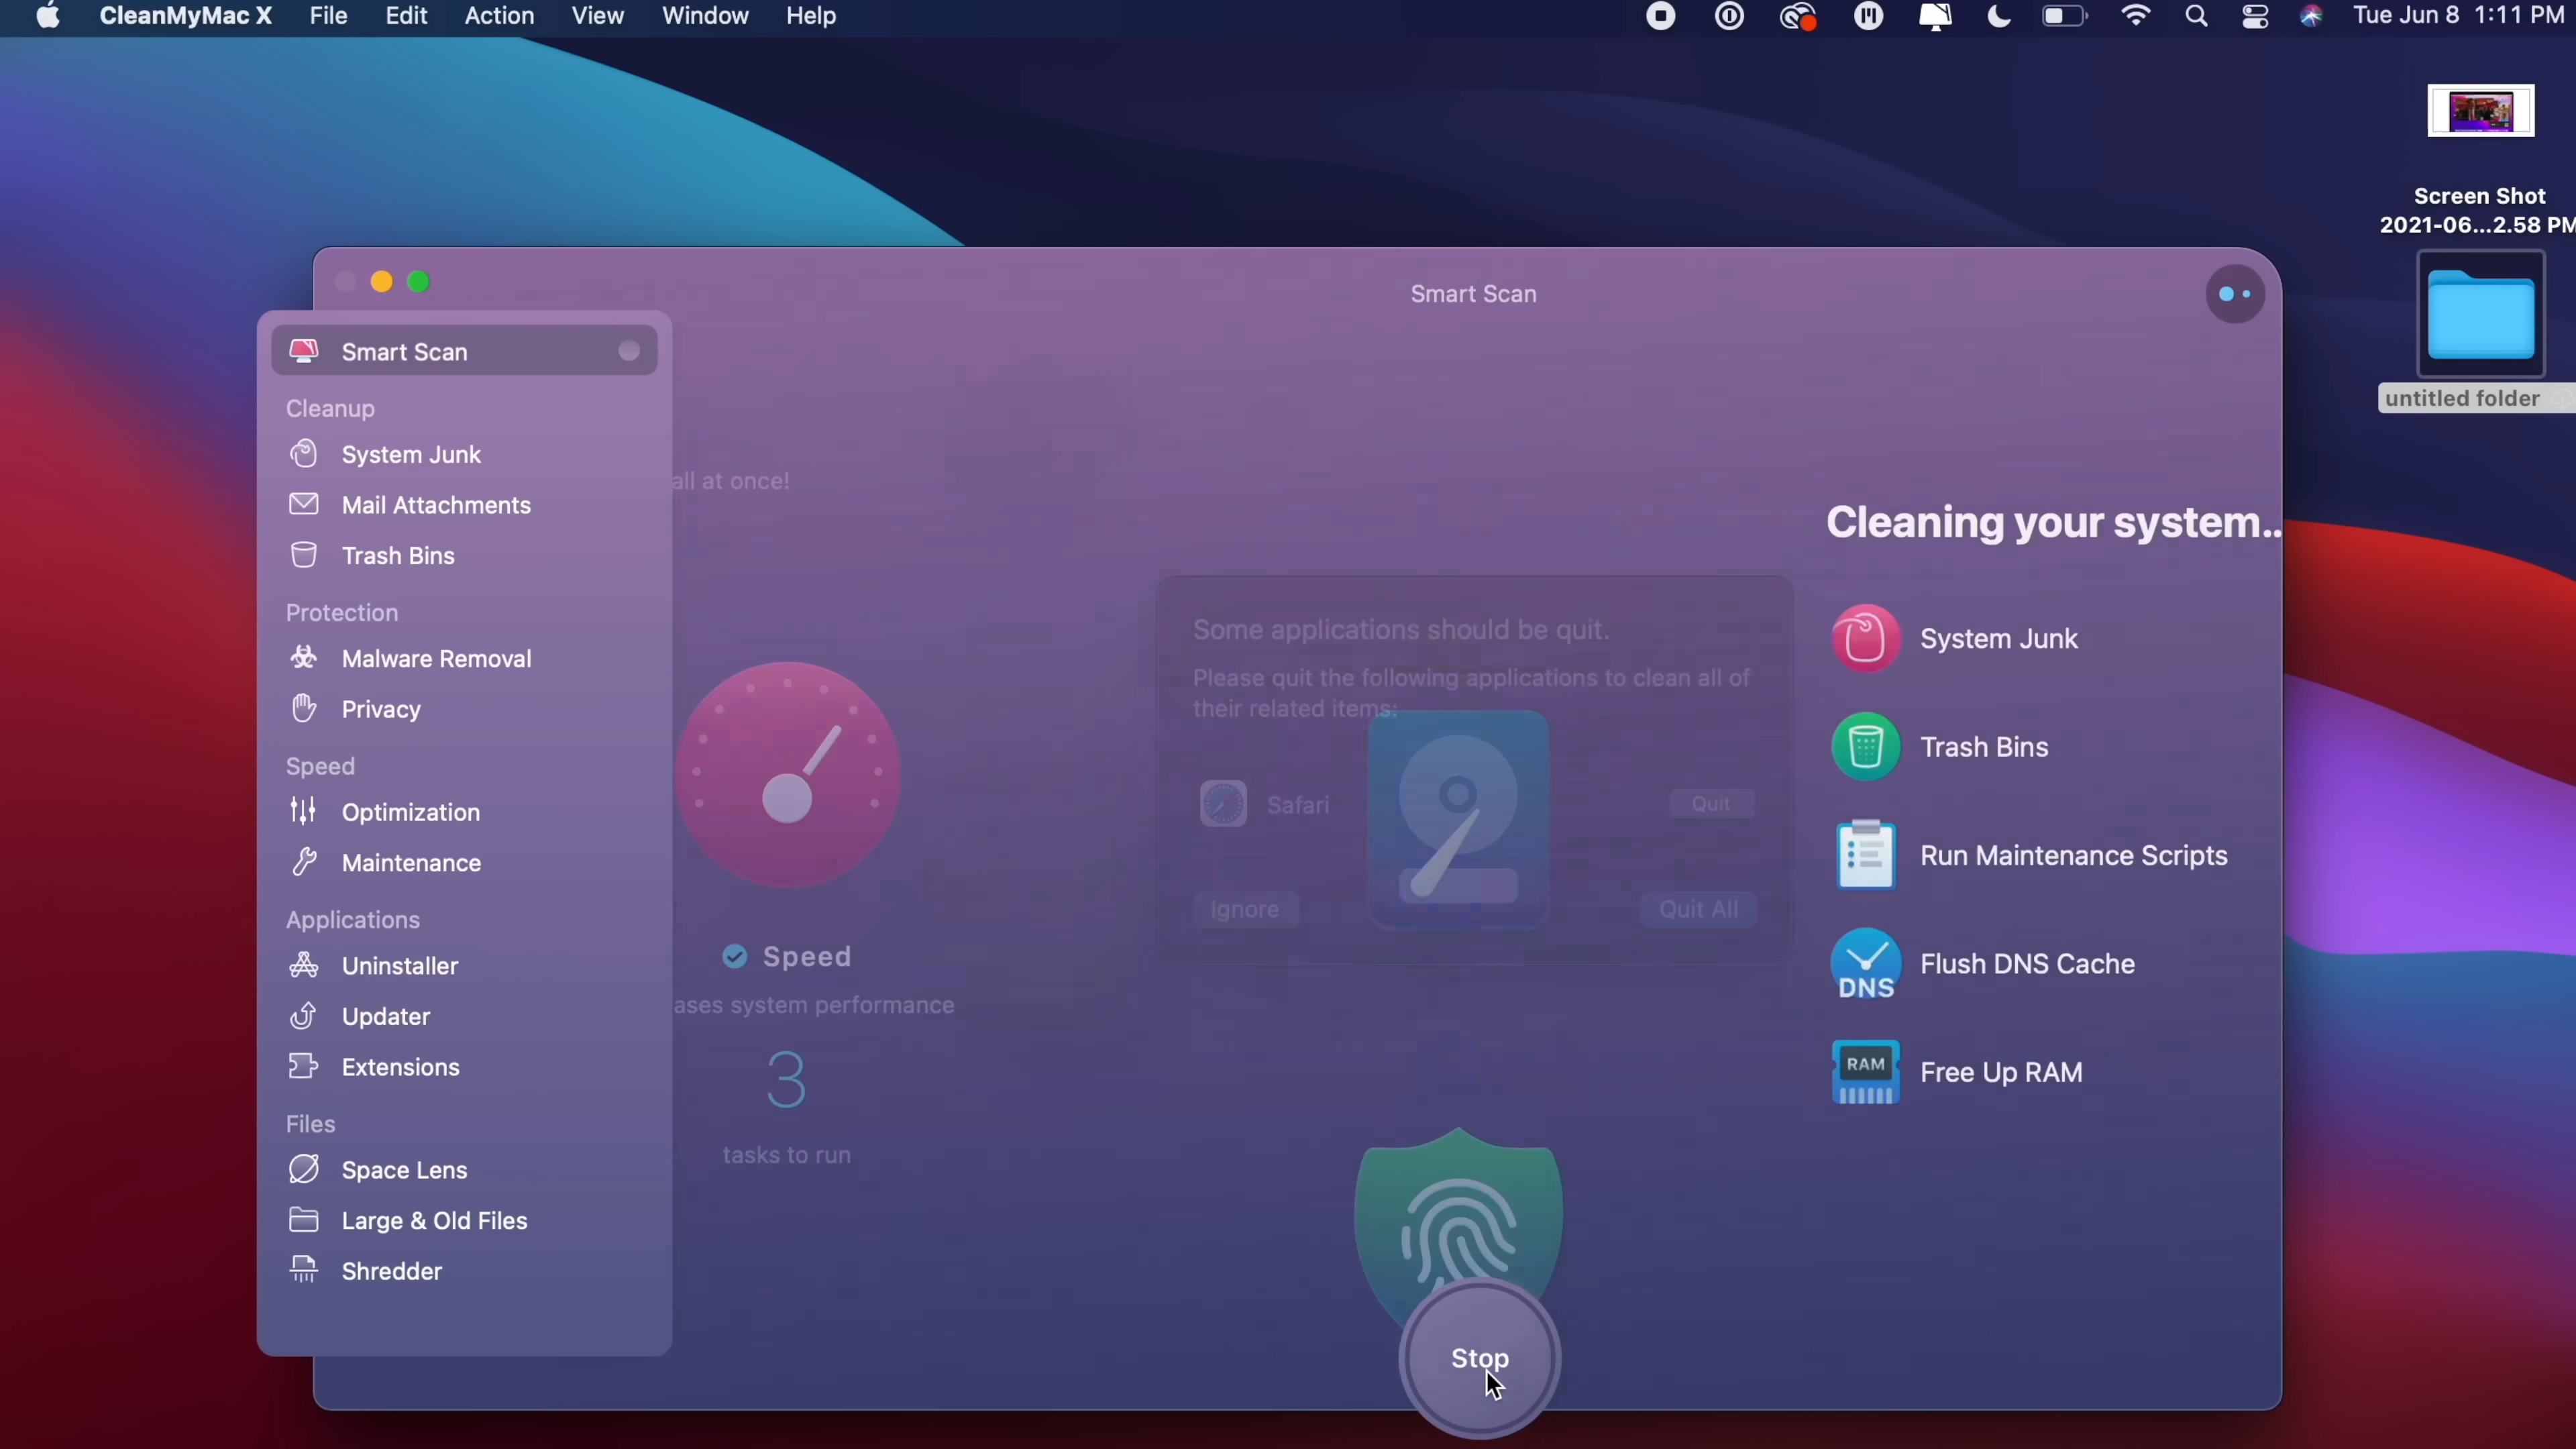 CleanMyMac X File Edit Action View Window Help
Tue Jun 8 1:11 PM
Screen Shot
2021-06...2.58 PM
untitled folder
Smart Scan
Smart Scan
Cleanup
System Junk
Mail Attachments
Trash Bins
Protection
Malware Removal
Privacy
Speed
Optimization
Maintenance
Applications
Uninstaller
Updater
Extensions
Files
Space Lens
Large & Old Files
Shredder
all at once!
Speed
ases system performance
3
tasks to run
Some applications should be quit.
Please quit the following applications to clean all of
their related items:
Safari
Quit
Ignore
Quit All
Stop
Cleaning your system..
System Junk
Trash Bins
Run Maintenance Scripts
DNS
Flush DNS Cache
RAM
Free Up RAM